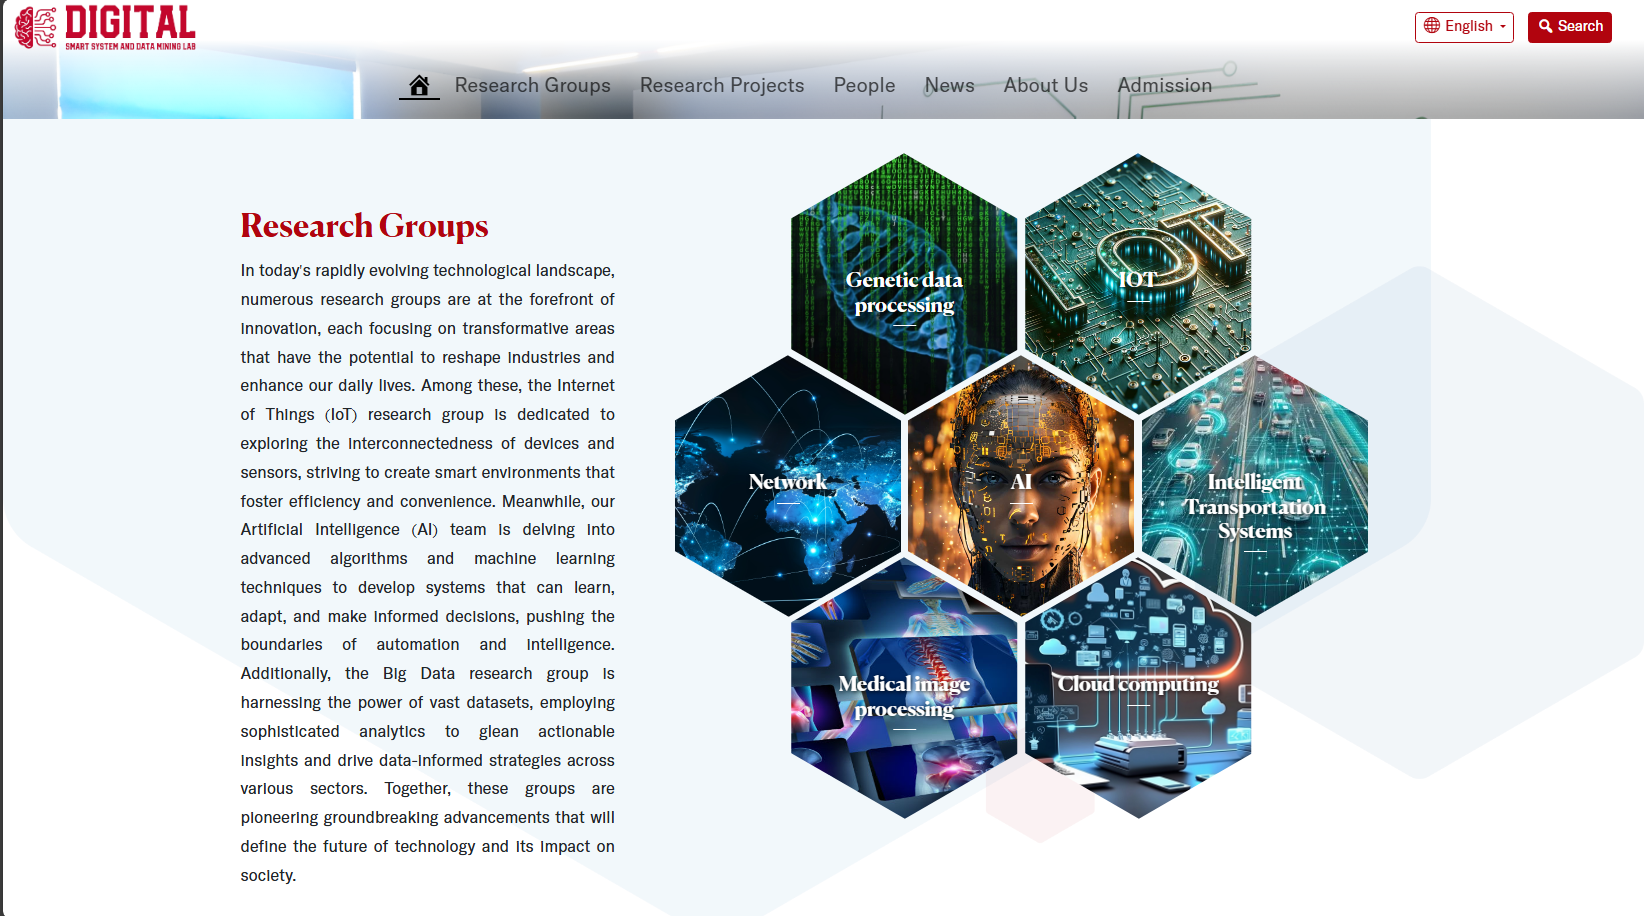 DIGITAL
SMART SYSTEM AND DATA MINING LAB
English
Search
Research Groups
Research Projects
People
News
About Us
Admission
Research Groups
In today's rapidly evolving technological landscape,
numerous research groups are at the forefront of
innovation, each focusing on transformative areas
that have the potential to reshape industries and
enhance our daily lives. Among these, the Internet
of Things (IoT) research group is dedicated to
exploring the interconnectedness of devices and
sensors, striving to create smart environments that
foster efficiency and convenience. Meanwhile, our
Artificial Intelligence (AI) team is delving into
advanced algorithms and machine learning
techniques to develop systems that can learn,
adapt, and make informed decisions, pushing the
boundaries of automation and intelligence.
Additionally, the Big Data research group is
harnessing the power of vast datasets, employing
sophisticated analytics to glean actionable
insights and drive data-informed strategies across
various sectors. Together, these groups are
pioneering groundbreaking advancements that will
define the future of technology and its impact on
society.
Genetic data
processing
IOT
IOT
Network
AI
Intelligent
Transportation
Systems
Medical image
processing
Cloud computing